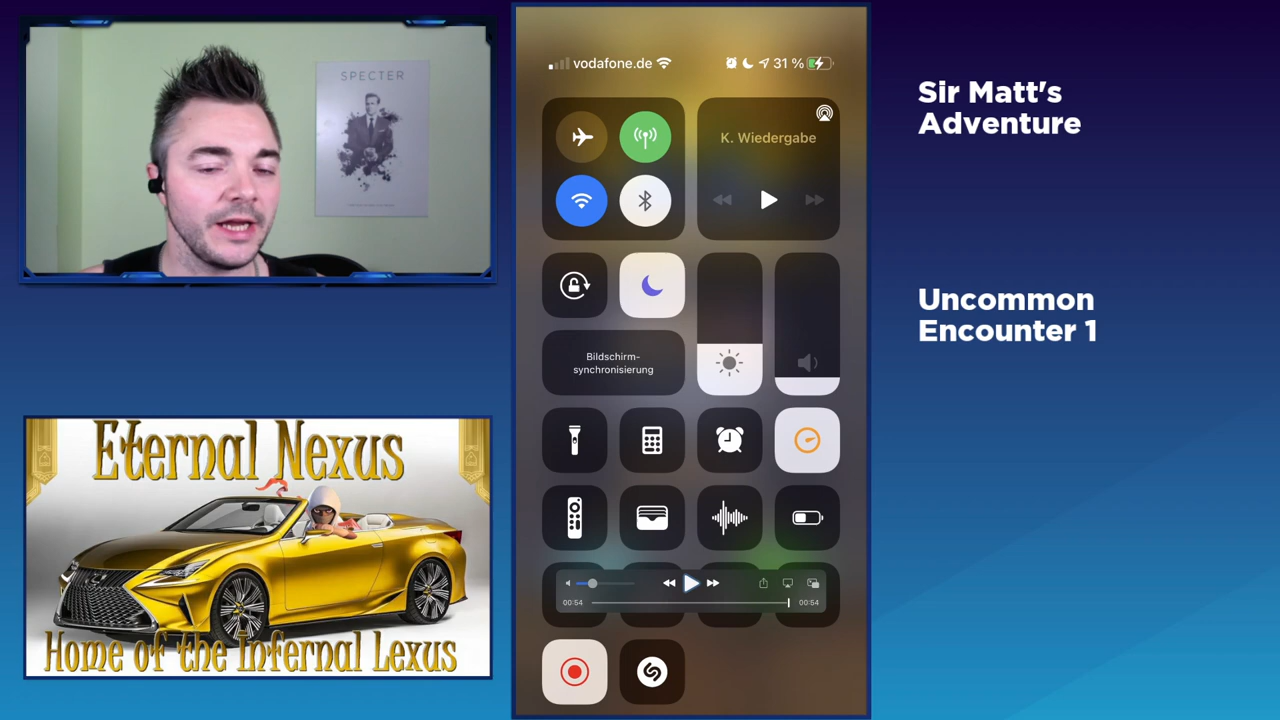 SPECTER
vodafone.de
31 %
K. Wiedergabe
Bildschirm-
synchronisierung
00:54
00:54
Sir Matt's
Adventure
Uncommon
Encounter 1
Eternal Nexus
Home of the Infernal Lexus